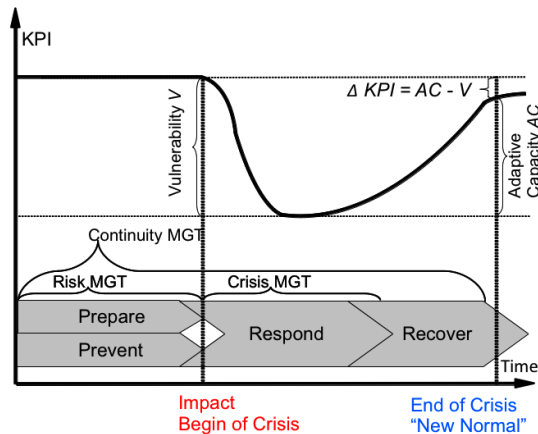 KPI
Δ KPI = AC - V
Vulnerability V
Adaptive
Capacity AC
Continuity MGT
Risk MGT
Crisis MGT
Prepare
Prevent
Respond
Recover
Time
Impact
Begin of Crisis
End of Crisis
“New Normal”